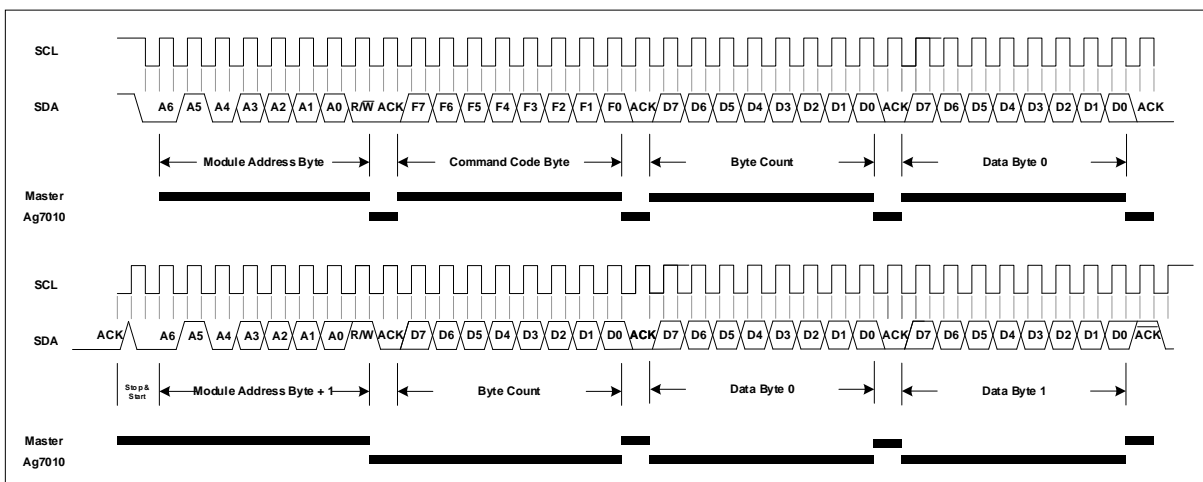 SCL
SDA A6 A5 A4 A3 A2 A1 A0 R/W̅ ACK F7 F6 F5 F4 F3 F2 F1 F0 ACK D7 D6 D5 D4 D3 D2 D1 D0 ACK D7 D6 D5 D4 D3 D2 D1 D0 ACK
Module Address Byte Command Code Byte Byte Count Data Byte 0
Master
Ag7010
SCL
SDA ACK A6 A5 A4 A3 A2 A1 A0 R/W̅ ACK D7 D6 D5 D4 D3 D2 D1 D0 ACK D7 D6 D5 D4 D3 D2 D1 D0 ACK D7 D6 D5 D4 D3 D2 D1 D0 A̅C̅K̅
Stop &
Start
Module Address Byte + 1 Byte Count Data Byte 0 Data Byte 1
Master
Ag7010